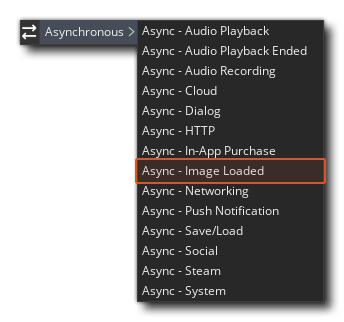 Asynchronous >
Async - Audio Playback
Async - Audio Playback Ended
Async - Audio Recording
Async - Cloud
Async - Dialog
Async - HTTP
Async - In-App Purchase
Async - Image Loaded
Async - Networking
Async - Push Notification
Async - Save/Load
Async - Social
Async - Steam
Async - System